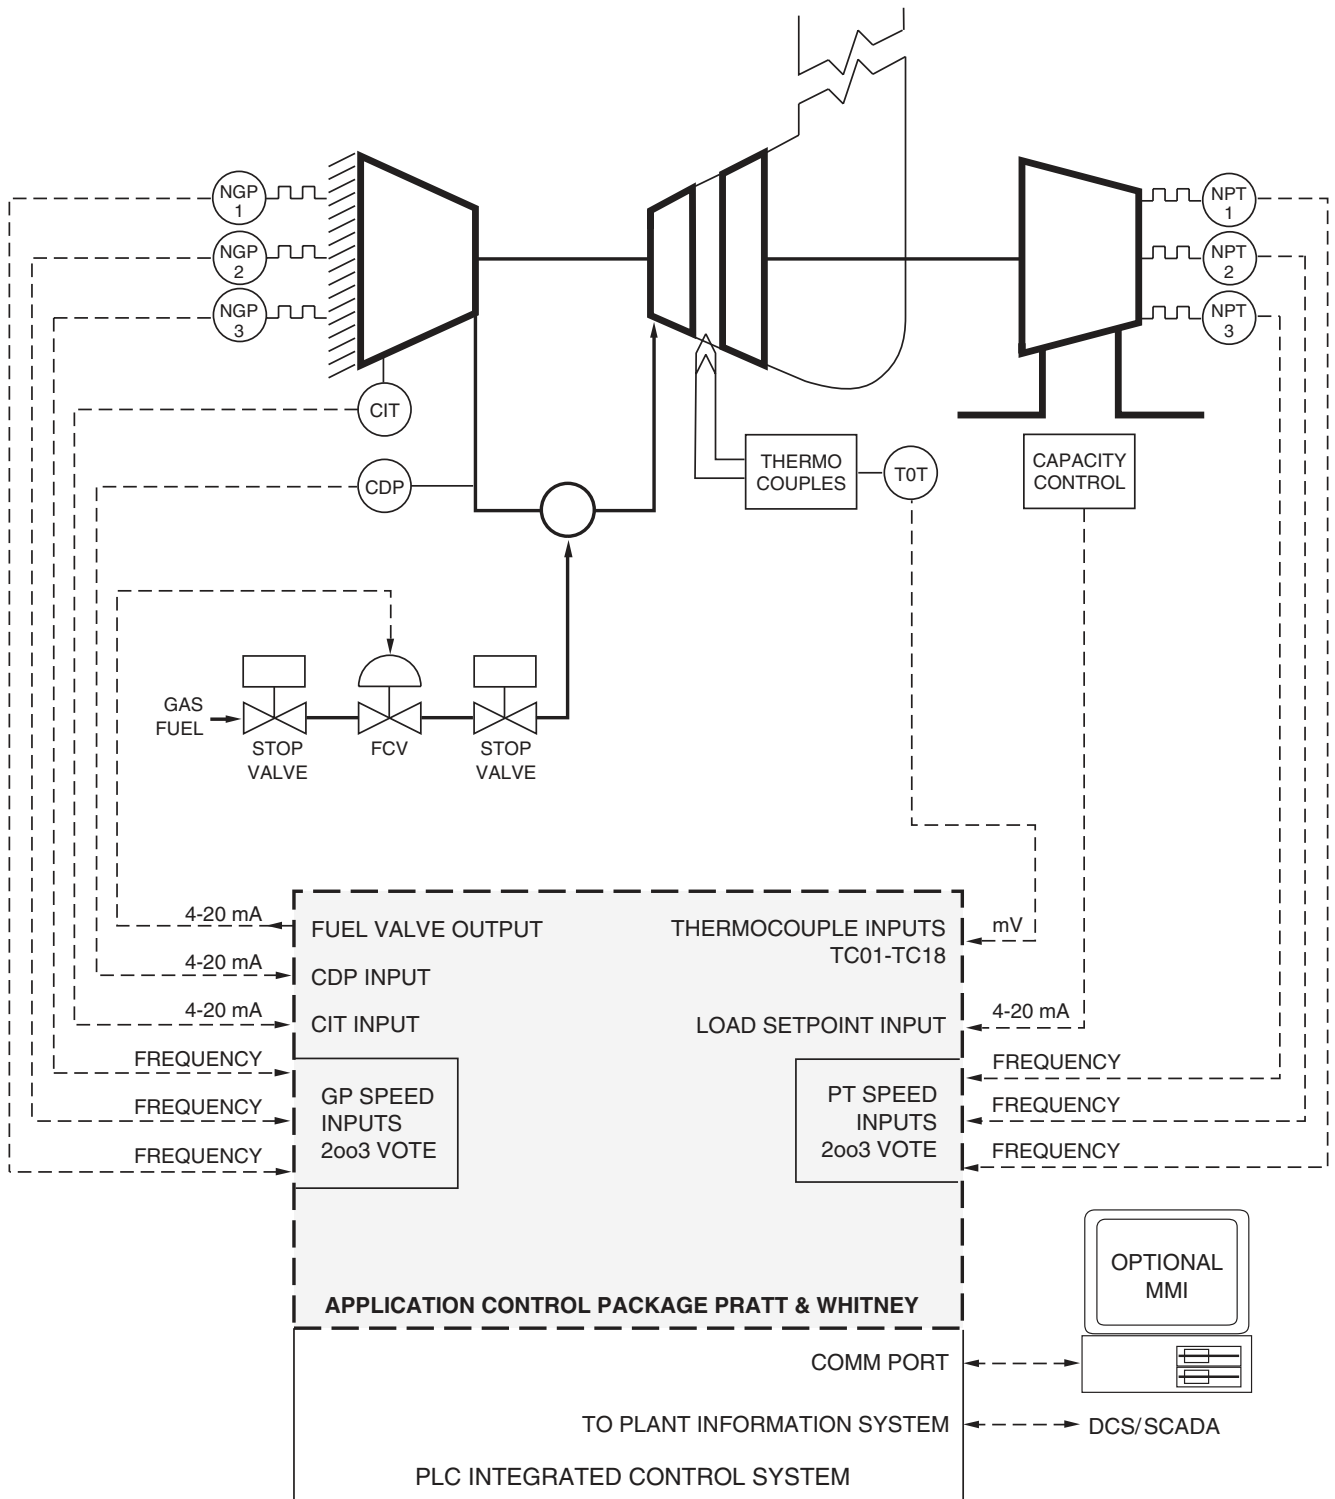 NGP
1
NGP
2
NGP
3
NPT
1
NPT
2
NPT
3
CIT
CDP
THERMO
COUPLES
T0T
CAPACITY
CONTROL
GAS
FUEL
STOP
VALVE
FCV
STOP
VALVE
4-20 mA
FUEL VALVE OUTPUT
4-20 mA
CDP INPUT
4-20 mA
CIT INPUT
FREQUENCY
FREQUENCY
FREQUENCY
GP SPEED
INPUTS
2oo3 VOTE
THERMOCOUPLE INPUTS
TC01-TC18
mV
LOAD SETPOINT INPUT
4-20 mA
PT SPEED
INPUTS
2oo3 VOTE
FREQUENCY
FREQUENCY
FREQUENCY
APPLICATION CONTROL PACKAGE PRATT & WHITNEY
OPTIONAL
MMI
COMM PORT
TO PLANT INFORMATION SYSTEM
DCS/SCADA
PLC INTEGRATED CONTROL SYSTEM